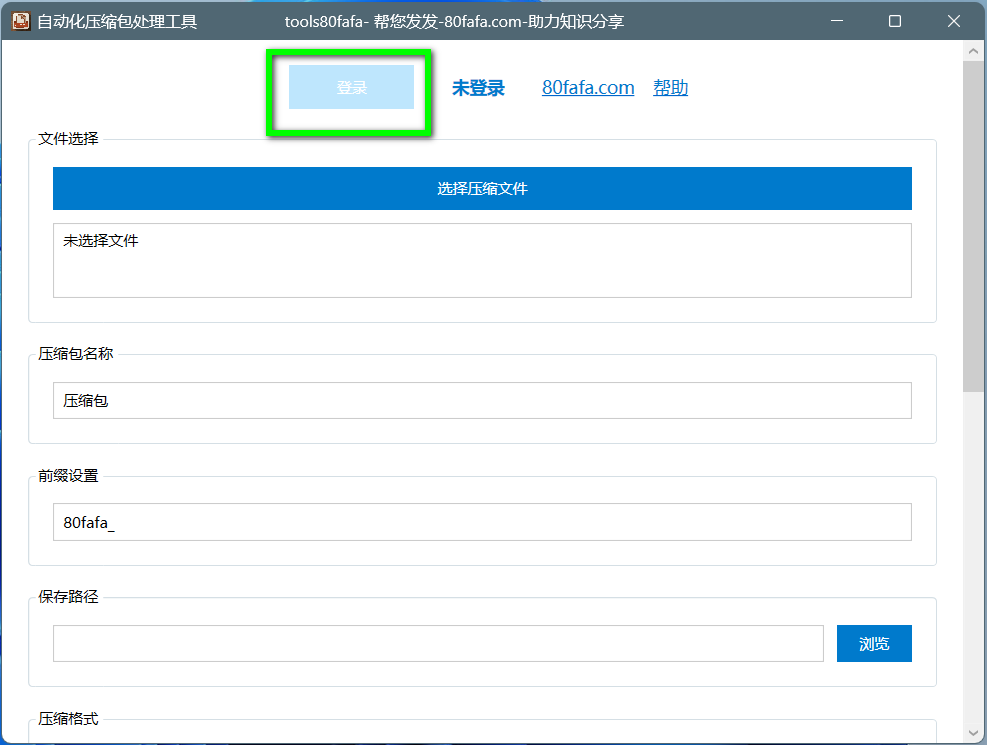 自动化压缩包处理工具 tools80fafa- 帮您发发-80fafa.com-助力知识分享
登录 未登录 80fafa.com 帮助
文件选择
选择压缩文件
未选择文件
压缩包名称
压缩包
前缀设置
80fafa_
保存路径
浏览
压缩格式